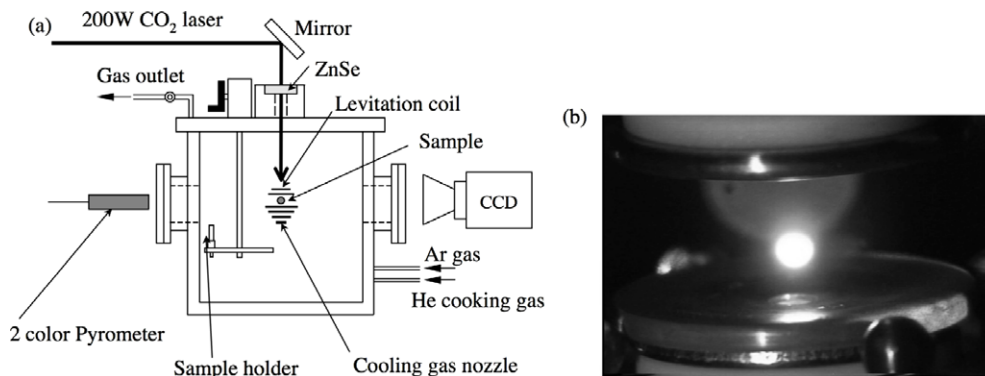 (a)
200W CO₂ laser
Mirror
ZnSe
Gas outlet
Levitation coil
Sample
CCD
Ar gas
He cooking gas
2 color Pyrometer
Sample holder
Cooling gas nozzle
(b)